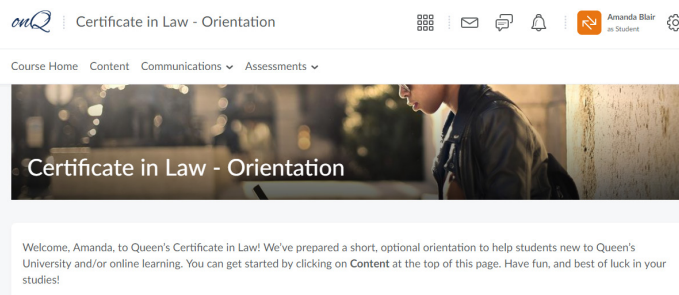 onQ
Certificate in Law - Orientation
Amanda Blair
as Student
Course Home Content Communications Assessments
Certificate in Law - Orientation
Welcome, Amanda, to Queen's Certificate in Law! We've prepared a short, optional orientation to help students new to Queen's
University and/or online learning. You can get started by clicking on Content at the top of this page. Have fun, and best of luck in your
studies!